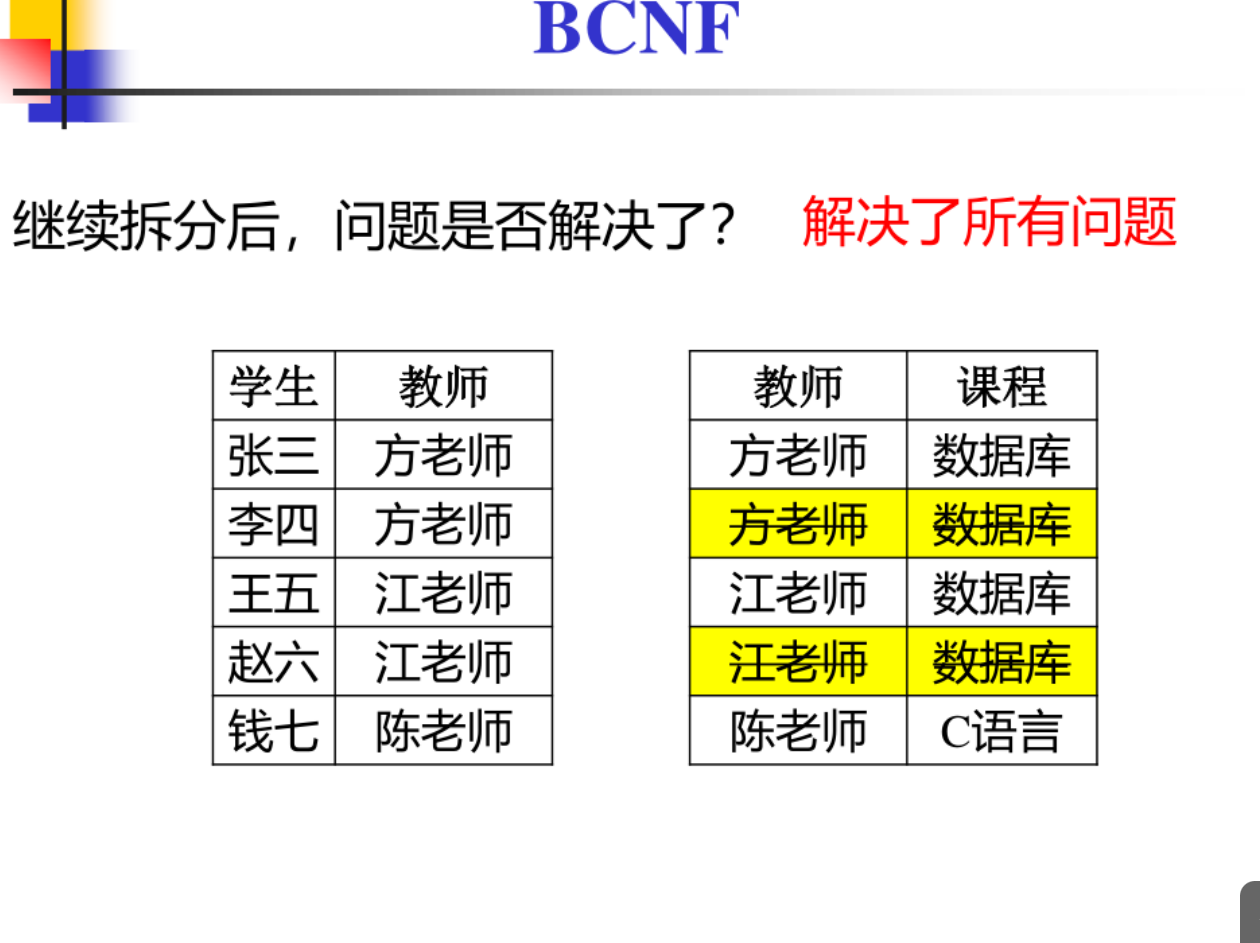 BCNF
继续拆分后，问题是否解决了？ 解决了所有问题
学生 教师 教师 课程
张三 方老师 方老师 数据库
李四 方老师 方老师 数据库
王五 江老师 江老师 数据库
赵六 江老师 江老师 数据库
钱七 陈老师 陈老师 C语言